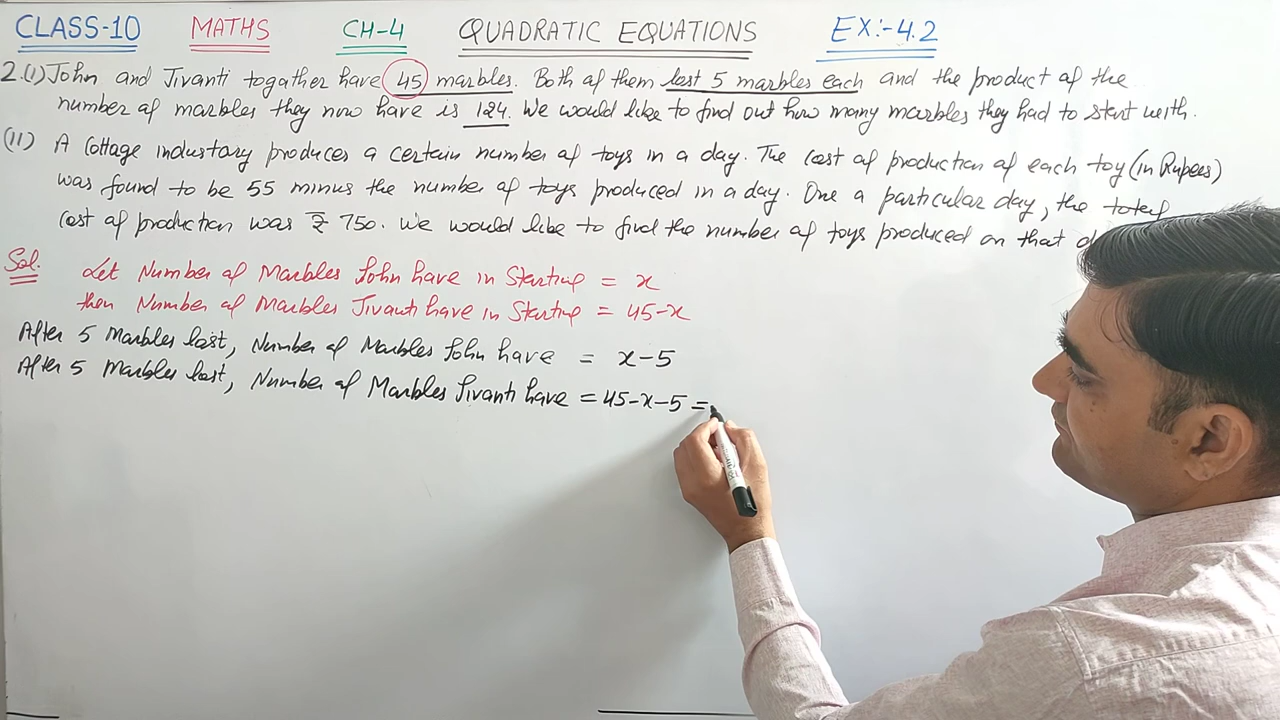 CLASS-10 MATHS CH-4 QUADRATIC EQUATIONS EX:-4.2
2.(I) John and Jivanti togather have 45 marbles. Both of them lost 5 marbles each and the product of the
number of marbles they now have is 124. We would like to find out how many marbles they had to start with.
(II) A Cottage industary produces a certain number of toys in a day. The cost of production of each toy (in Rupees)
was found to be 55 minus the number of toys produced in a day. One a particular day, the total
cost of production was ₹ 750. We would like to find the number of toys produced on that
Sol. Let Number of Marbles John have in Starting = x
then Number of Marbles Jivanti have in Starting = 45-x
After 5 Marbles lost, Number of Marbles John have = x-5
After 5 Marbles lost, Number of Marbles Jivanti have = 45-x-5 =